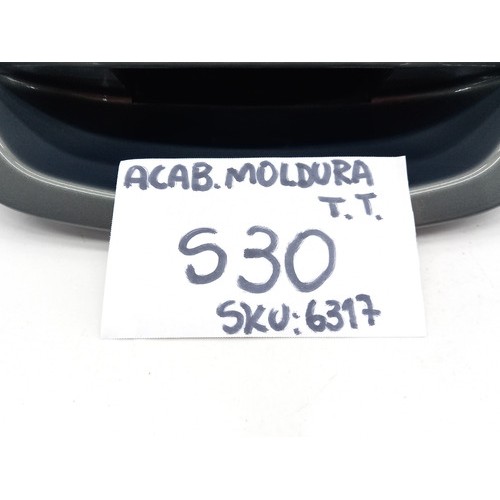 ACAB. MOLDURA
T.T.
S30
SKU: 6317